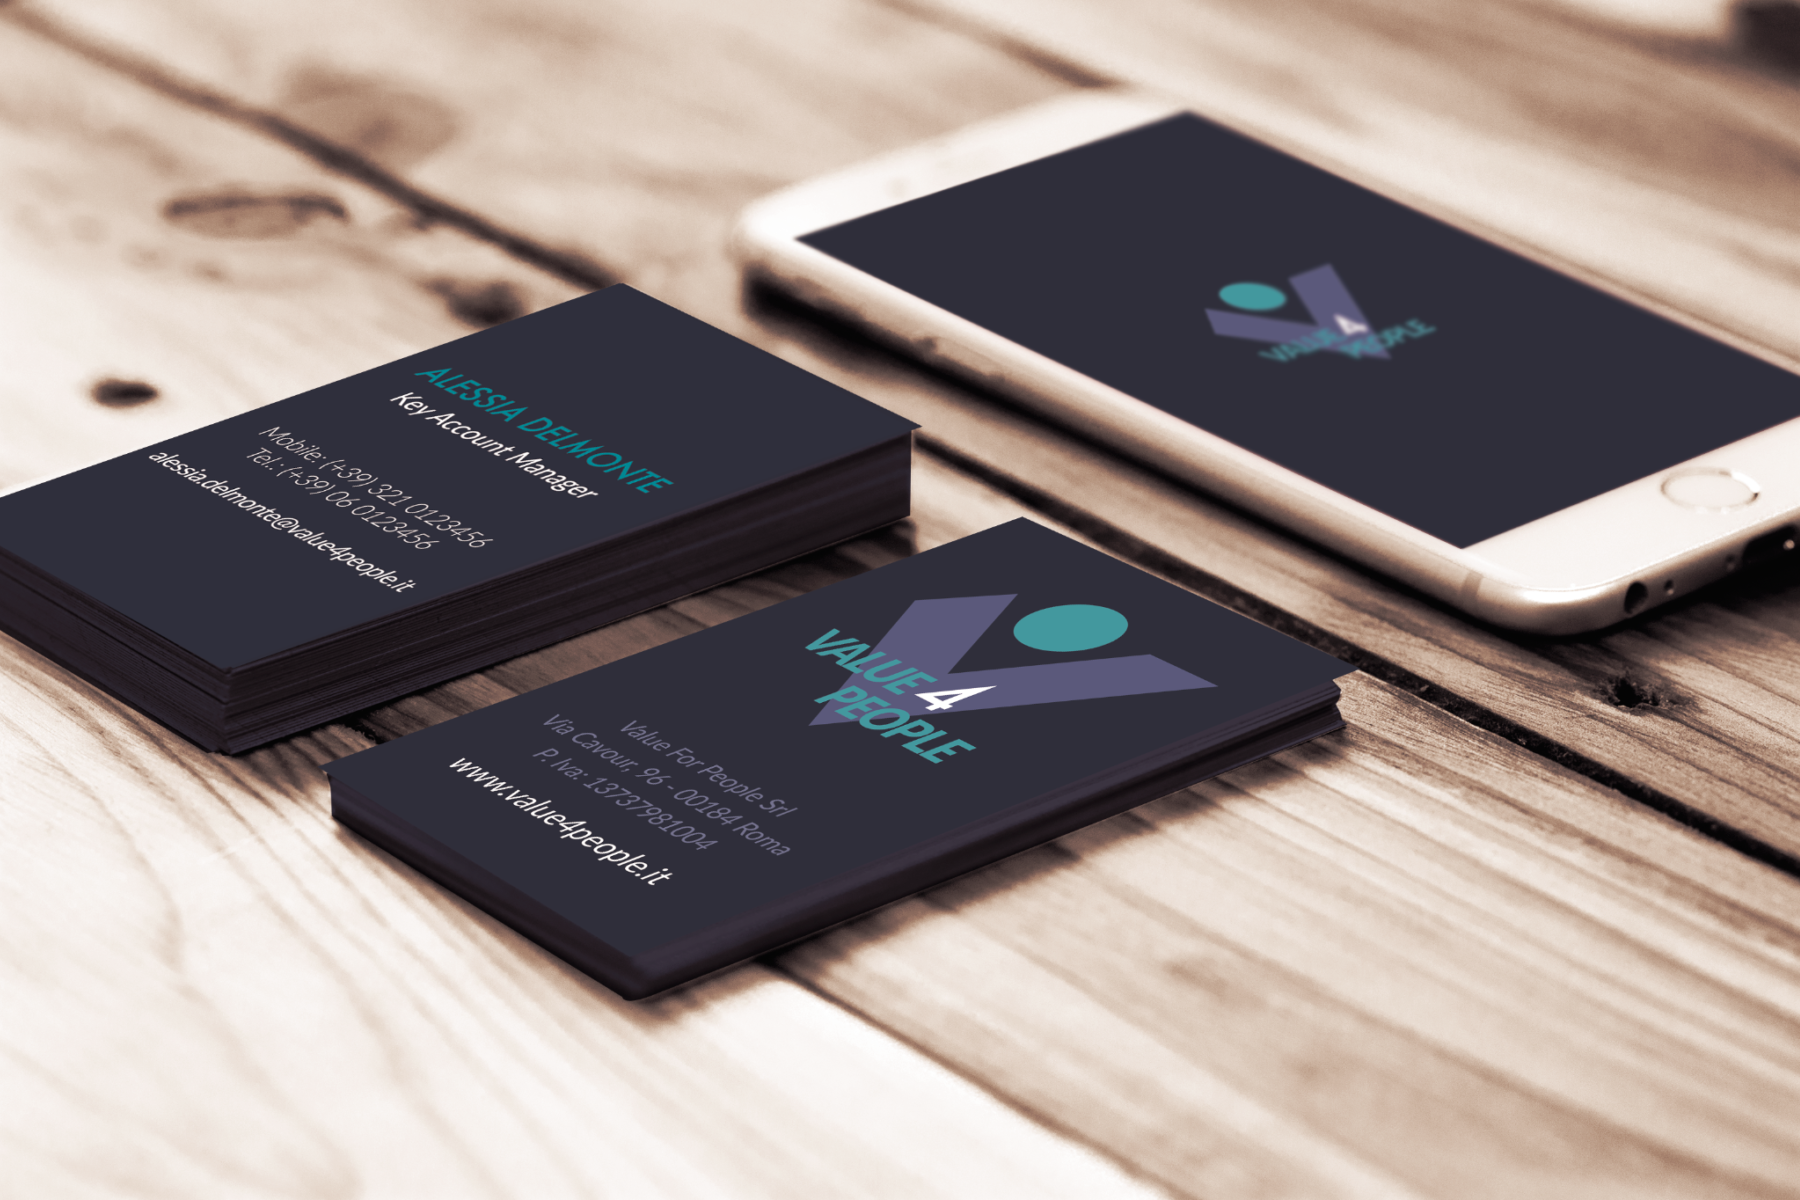 ALESSIA DELMONTE
Key Account Manager
Mobile: (+39) 321 0123456
Tel.: (+39) 06 0123456
alessia.delmonte@value4people.it
VALUE 4
PEOPLE
Value For People Srl
Via Cavour, 96 - 00184 Roma
P. Iva: 13737981004
www.value4people.it
VALUE 4
PEOPLE